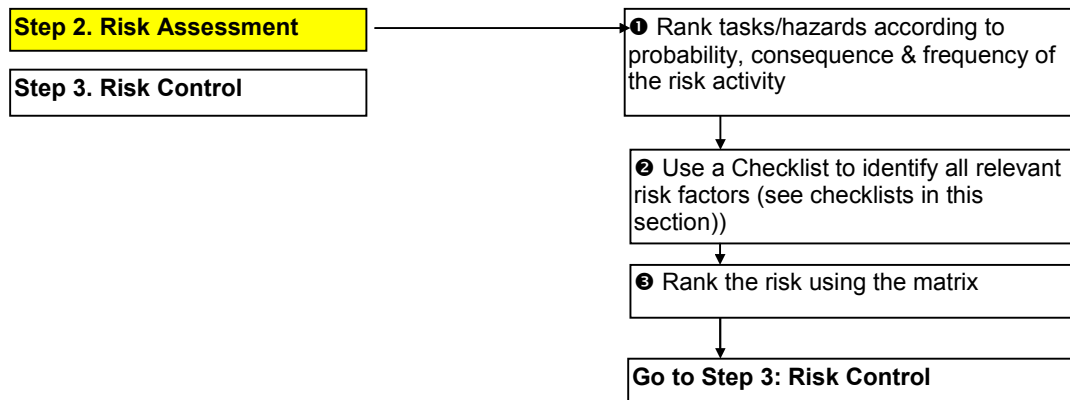 Step 2. Risk Assessment
Step 3. Risk Control
❶ Rank tasks/hazards according to
probability, consequence & frequency of
the risk activity
❷ Use a Checklist to identify all relevant
risk factors (see checklists in this
section))
❸ Rank the risk using the matrix
Go to Step 3: Risk Control